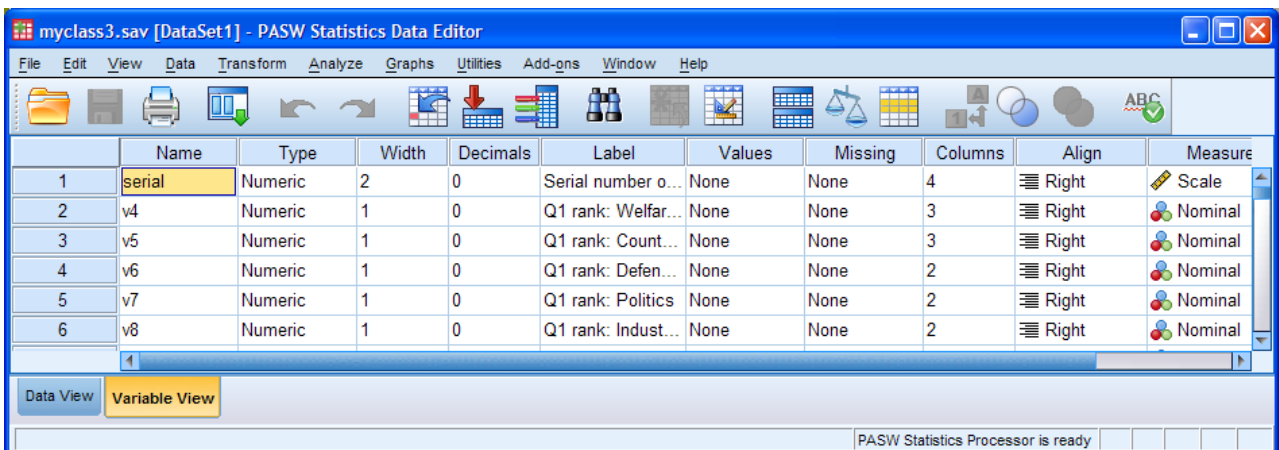 myclass3.sav [DataSet1] - PASW Statistics Data Editor
File Edit View Data Transform Analyze Graphs Utilities Add-ons Window Help
A 1 ABC
Name Type Width Decimals Label Values Missing Columns Align Measure
1 serial Numeric 2 0 Serial number o... None None 4 Right Scale
2 v4 Numeric 1 0 Q1 rank: Welfar... None None 3 Right Nominal
3 v5 Numeric 1 0 Q1 rank: Count... None None 3 Right Nominal
4 v6 Numeric 1 0 Q1 rank: Defen... None None 2 Right Nominal
5 v7 Numeric 1 0 Q1 rank: Politics None None 2 Right Nominal
6 v8 Numeric 1 0 Q1 rank: Indust... None None 2 Right Nominal
Data View Variable View
PASW Statistics Processor is ready